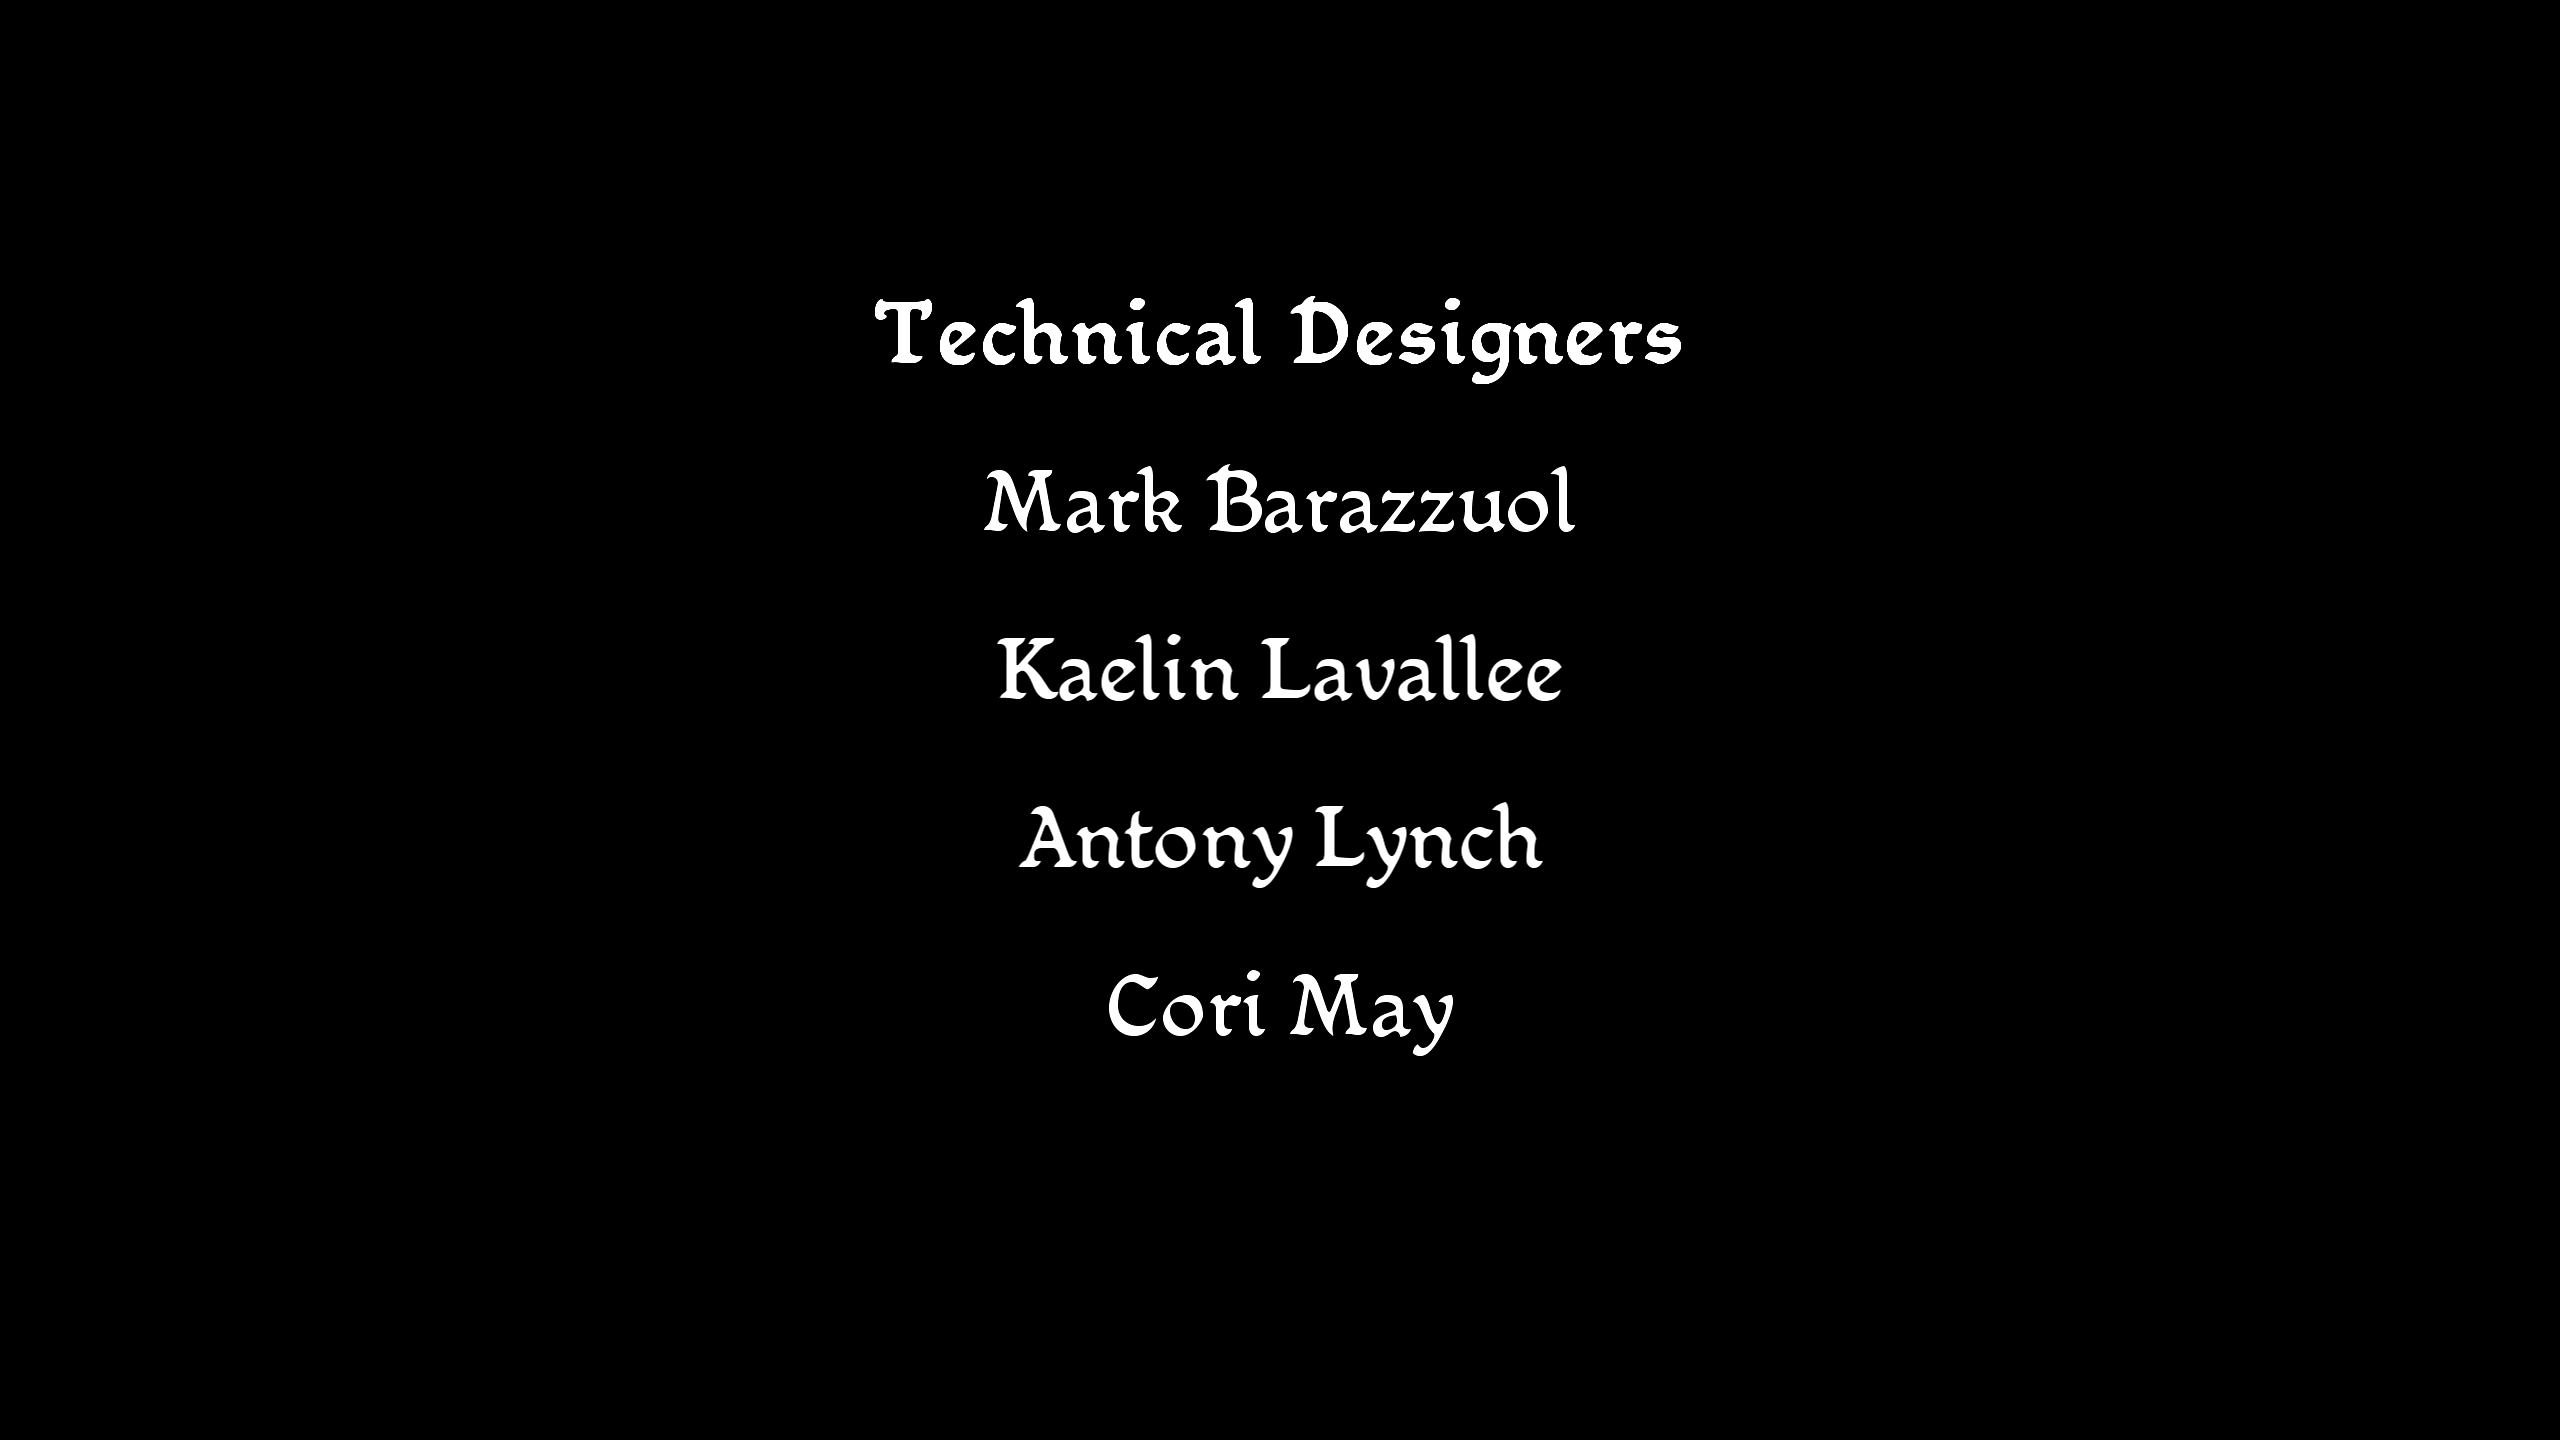 Technical Designers
Mark Barazzuol
Kaelin Lavallee
Antony Lynch
Cori May